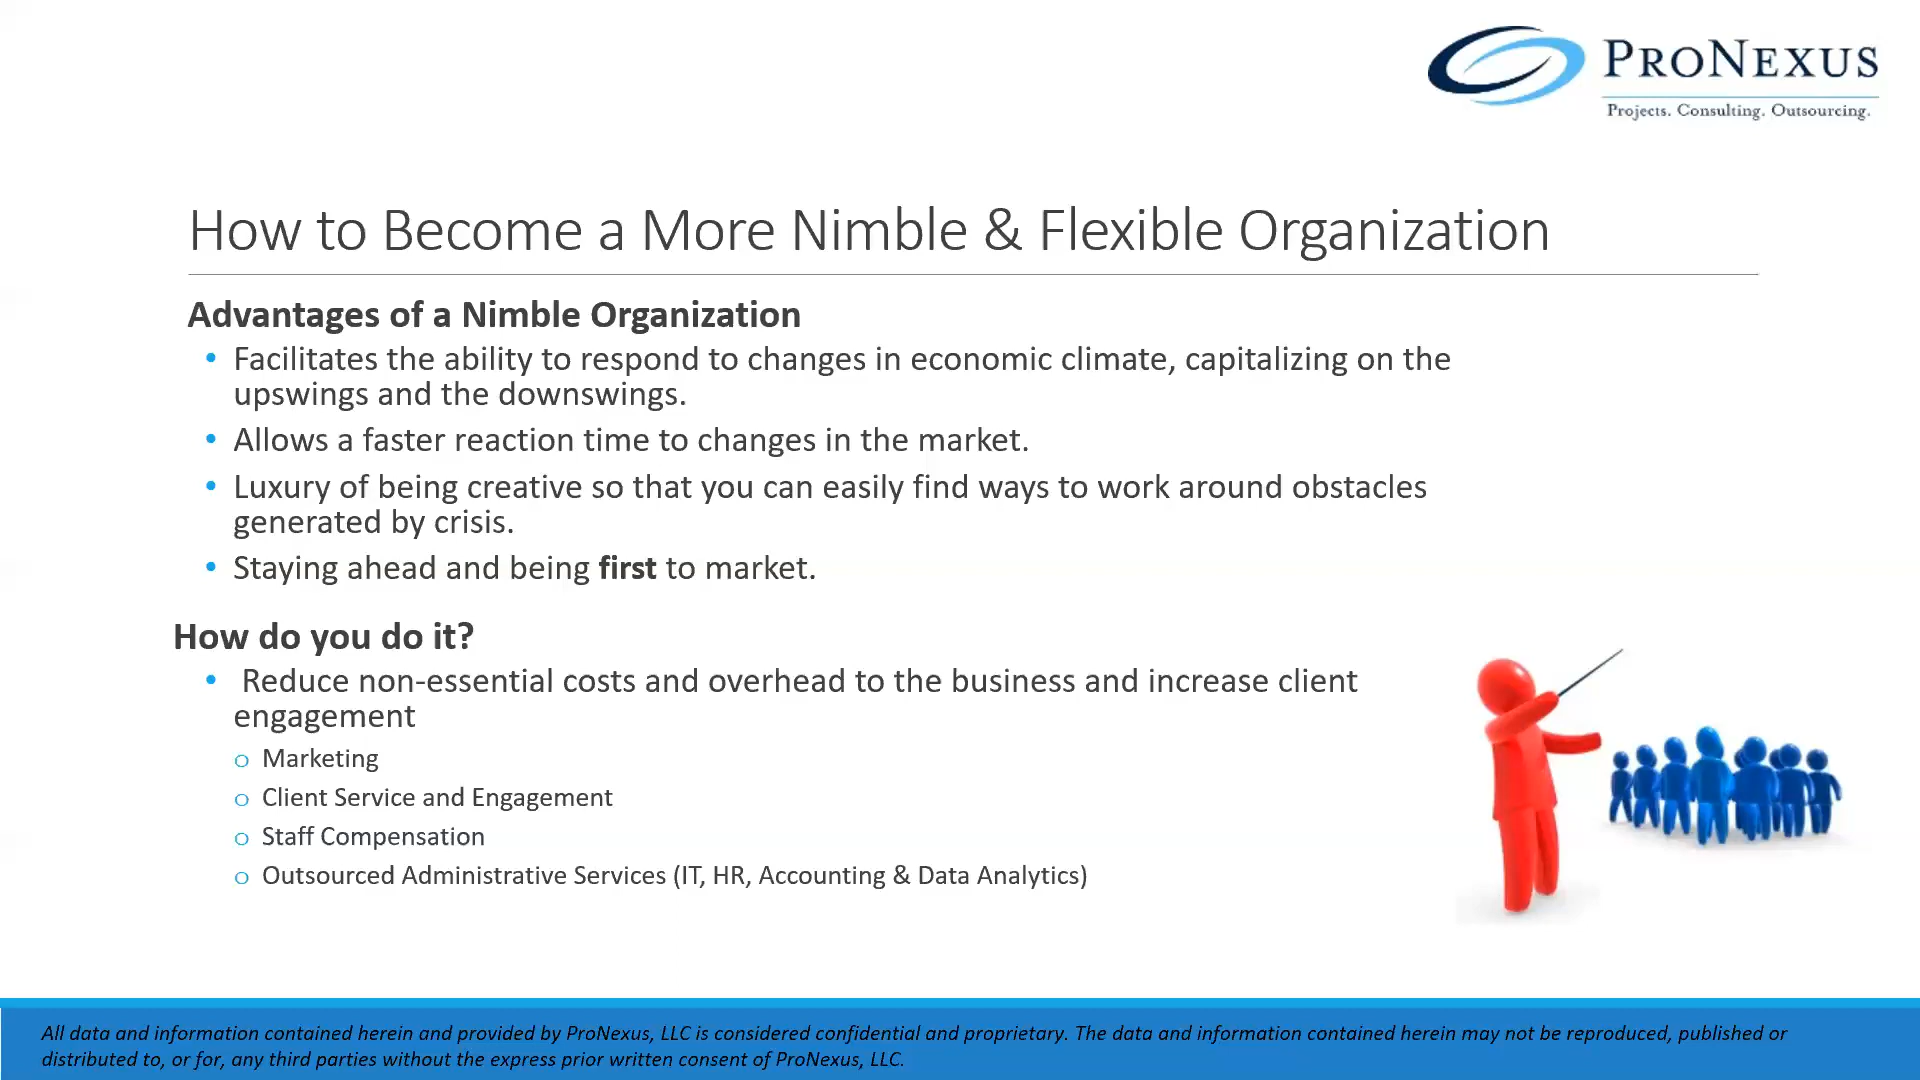 PRONEXUS
Projects. Consulting. Outsourcing.
How to Become a More Nimble & Flexible Organization
Advantages of a Nimble Organization
• Facilitates the ability to respond to changes in economic climate, capitalizing on the
upswings and the downswings.
• Allows a faster reaction time to changes in the market.
• Luxury of being creative so that you can easily find ways to work around obstacles
generated by crisis.
• Staying ahead and being first to market.
How do you do it?
• Reduce non-essential costs and overhead to the business and increase client
engagement
o Marketing
o Client Service and Engagement
o Staff Compensation
o Outsourced Administrative Services (IT, HR, Accounting & Data Analytics)
All data and information contained herein and provided by ProNexus, LLC is considered confidential and proprietary. The data and information contained herein may not be reproduced, published or
distributed to, or for, any third parties without the express prior written consent of ProNexus, LLC.